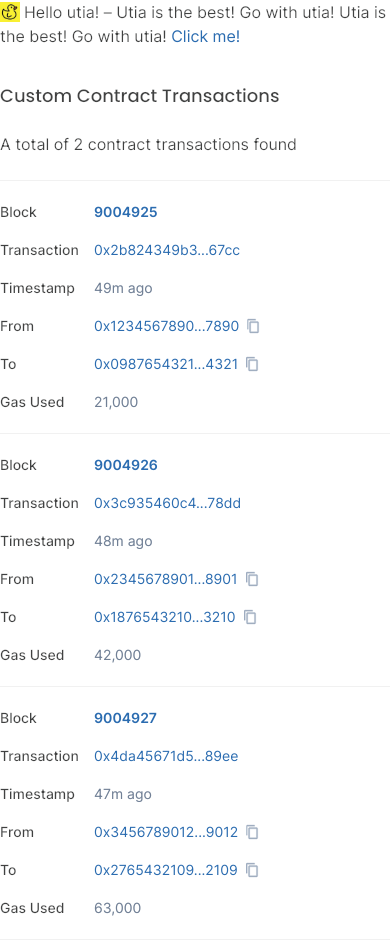 Hello utia! – Utia is the best! Go with utia! Utia is
the best! Go with utia! Click me!
Custom Contract Transactions
A total of 2 contract transactions found
Block 9004925
Transaction 0x2b824349b3...67cc
Timestamp 49m ago
From 0x1234567890...7890
To 0x0987654321...4321
Gas Used 21,000
Block 9004926
Transaction 0x3c935460c4...78dd
Timestamp 48m ago
From 0x2345678901...8901
To 0x1876543210...3210
Gas Used 42,000
Block 9004927
Transaction 0x4da45671d5...89ee
Timestamp 47m ago
From 0x3456789012...9012
To 0x2765432109...2109
Gas Used 63,000